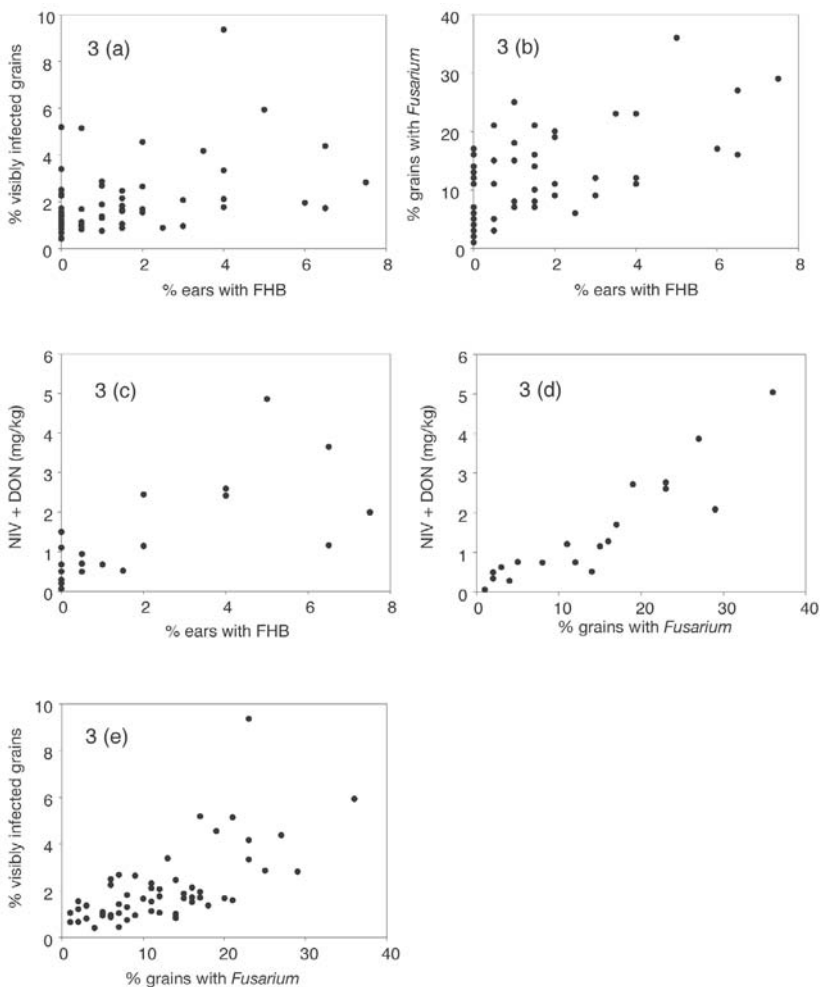 3 (a)
% visibly infected grains
10
8
6
4
2
0
0 2 4 6 8
% ears with FHB
3 (b)
% grains with Fusarium
40
30
20
10
0
0 2 4 6 8
% ears with FHB
3 (c)
NIV + DON (mg/kg)
6
5
4
3
2
1
0
0 2 4 6 8
% ears with FHB
3 (d)
NIV + DON (mg/kg)
6
5
4
3
2
1
0
0 10 20 30 40
% grains with Fusarium
3 (e)
% visibly infected grains
10
8
6
4
2
0
0 10 20 30 40
% grains with Fusarium